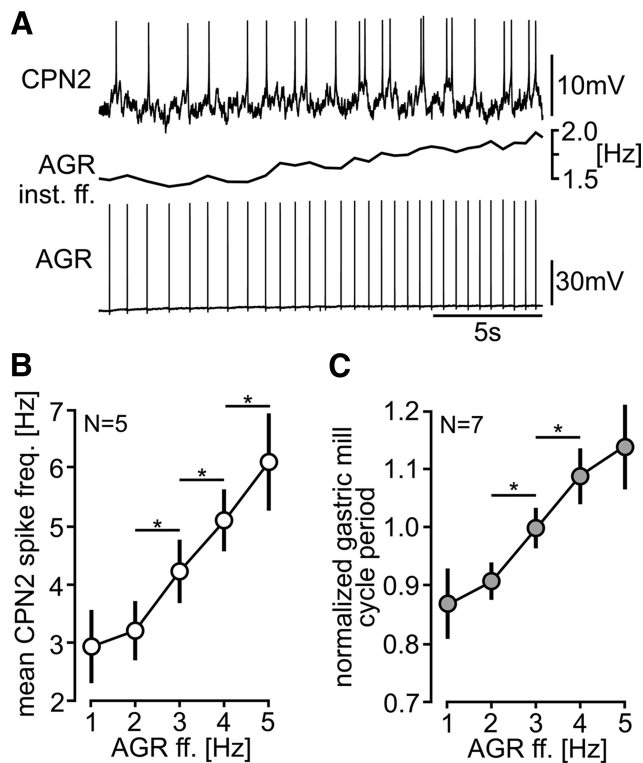 A
CPN2
10mV
AGR
inst. ff.
2.0
[Hz]
1.5
AGR
30mV
5s
B
mean CPN2 spike freq. [Hz]
7
6
5
4
3
2
N=5
*
*
*
1 2 3 4 5
AGR ff. [Hz]
C
normalized gastric mill
cycle period
1.2
1.1
1.0
0.9
0.8
0.7
N=7
*
*
1 2 3 4 5
AGR ff. [Hz]